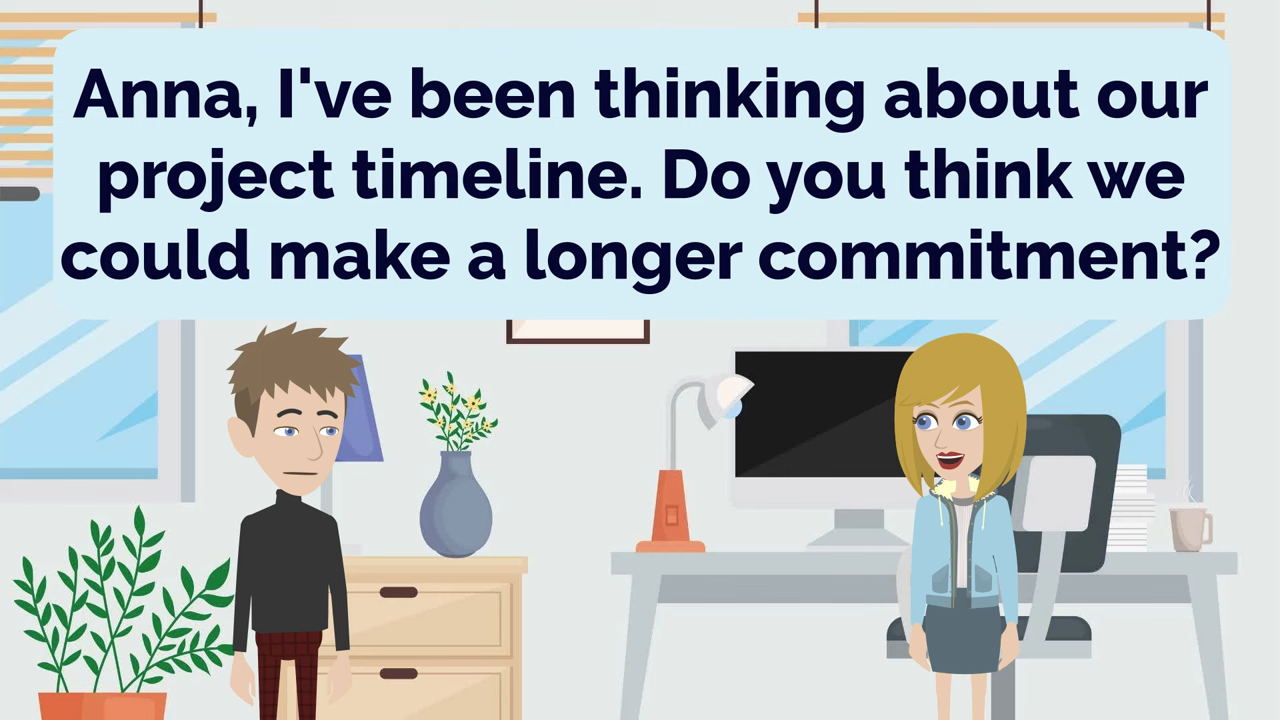 Anna, I've been thinking about our
project timeline. Do you think we
could make a longer commitment?